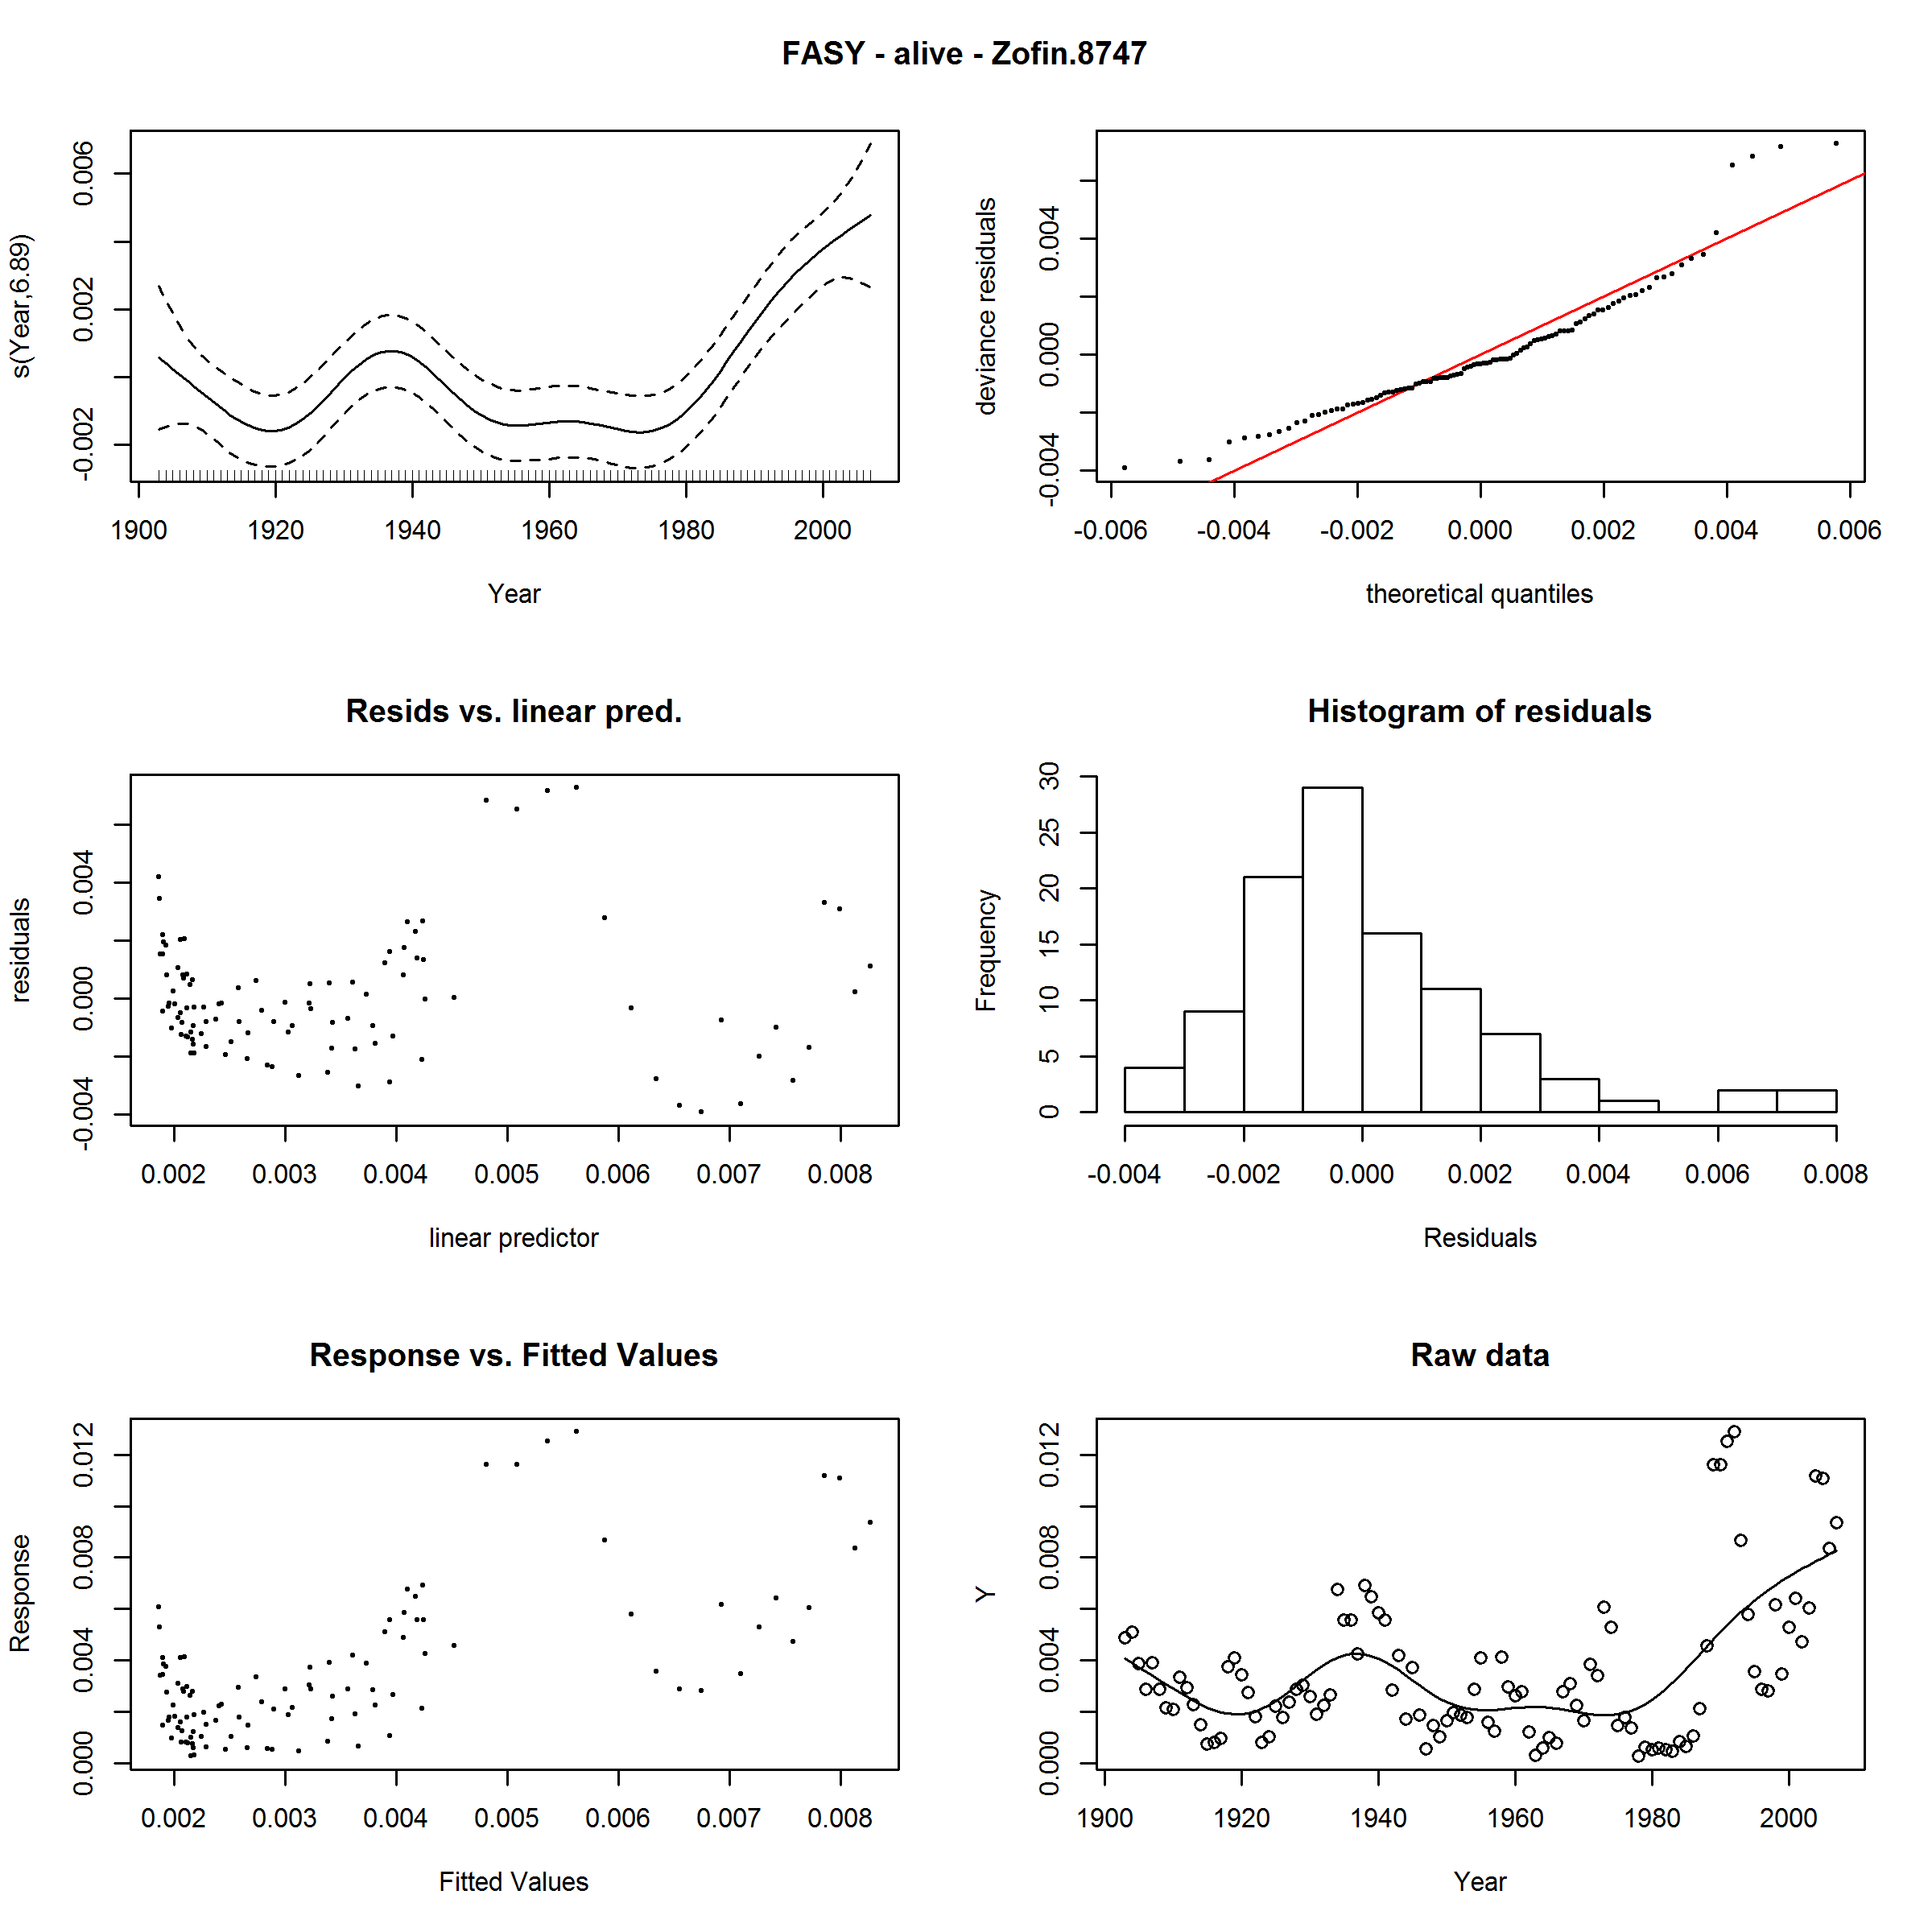 FASY - alive - Zofin.8747
s(Year,6.89)
-0.002 0.002 0.006
1900 1920 1940 1960 1980 2000
Year
deviance residuals
-0.004 0.000 0.004
-0.006 -0.004 -0.002 0.000 0.002 0.004 0.006
theoretical quantiles
Resids vs. linear pred.
residuals
-0.004 0.000 0.004
0.002 0.003 0.004 0.005 0.006 0.007 0.008
linear predictor
Histogram of residuals
Frequency
0 5 10 15 20 25 30
-0.004 -0.002 0.000 0.002 0.004 0.006 0.008
Residuals
Response vs. Fitted Values
Response
0.000 0.004 0.008 0.012
0.002 0.003 0.004 0.005 0.006 0.007 0.008
Fitted Values
Raw data
Y
0.000 0.004 0.008 0.012
1900 1920 1940 1960 1980 2000
Year